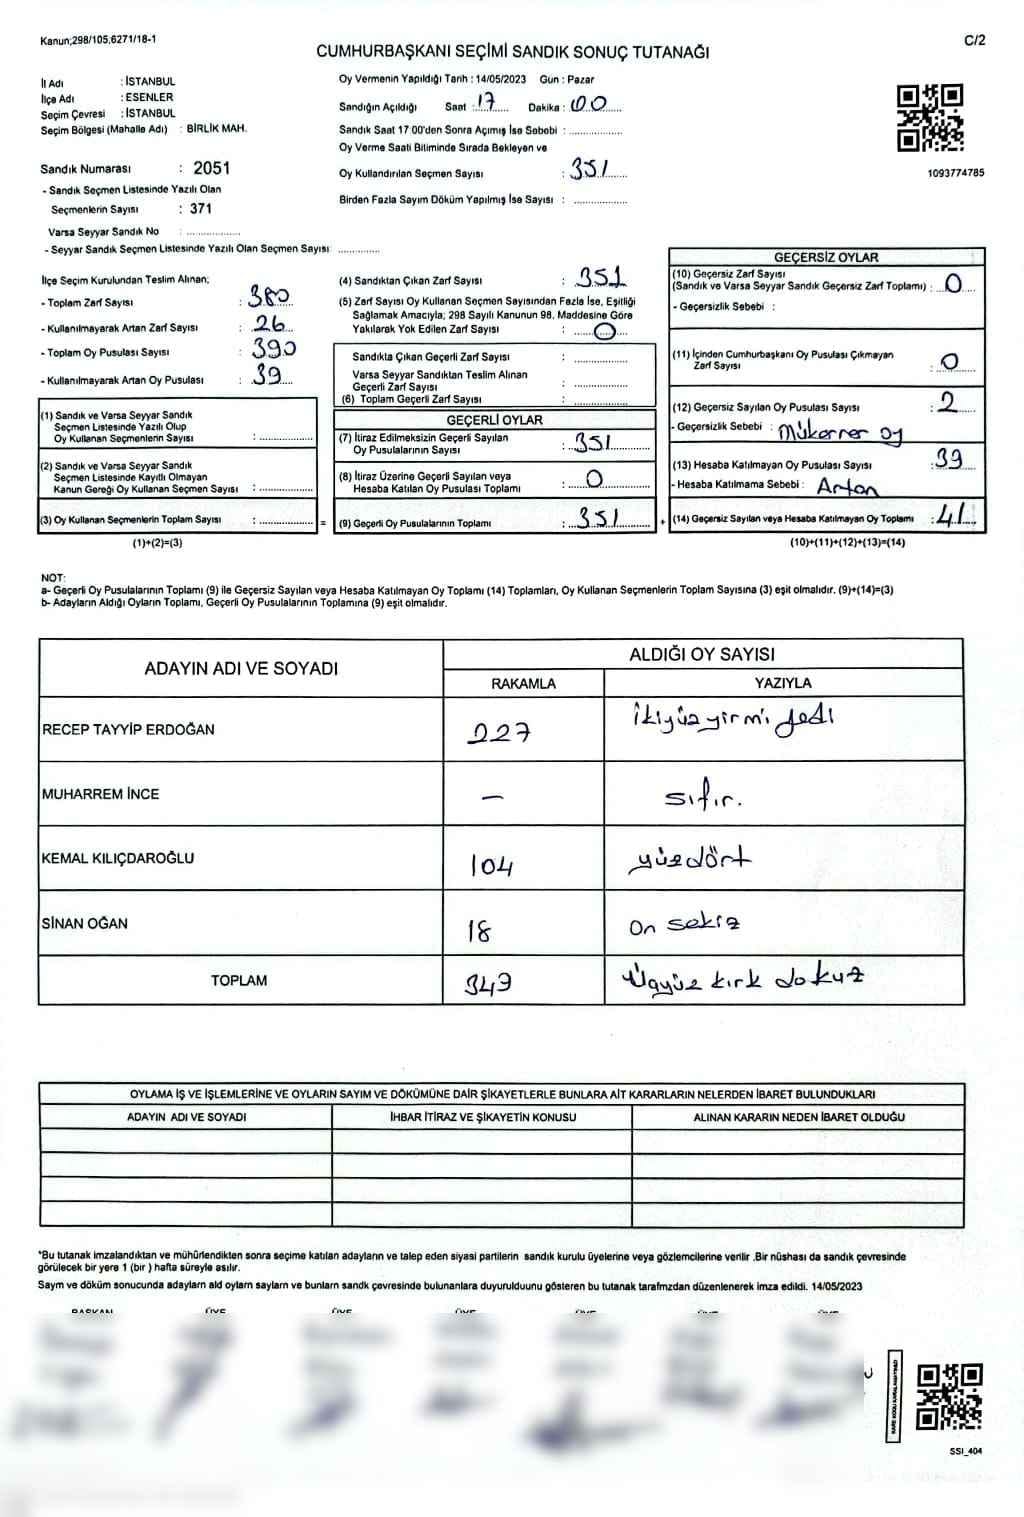 Kanun;298/105;6271/18-1
C/2
CUMHURBAŞKANI SEÇİMİ SANDIK SONUÇ TUTANAĞI
İl Adı : İSTANBUL
İlçe Adı : ESENLER
Seçim Çevresi : İSTANBUL
Seçim Bölgesi (Mahalle Adı) : BİRLİK MAH.
Sandık Numarası : 2051
- Sandık Seçmen Listesinde Yazılı Olan
Seçmenlerin Sayısı : 371
Varsa Seyyar Sandık No : ................
- Seyyar Sandık Seçmen Listesinde Yazılı Olan Seçmen Sayısı: ............
Oy Vermenin Yapıldığı Tarih : 14/05/2023 Gün : Pazar
Sandığın Açıldığı Saat : 17 Dakika : 00
Sandık Saat 17 00'den Sonra Açımış İse Sebebi : ................
Oy Verme Saati Bitiminde Sırada Bekleyen ve
Oy Kullandırılan Seçmen Sayısı : 351
Birden Fazla Sayım Döküm Yapılmış İse Sayısı : ................
1093774785
İlçe Seçim Kurulundan Teslim Alınan;
- Toplam Zarf Sayısı : 380
- Kullanılmayarak Artan Zarf Sayısı : 26
- Toplam Oy Pusulası Sayısı : 390
- Kullanılmayarak Artan Oy Pusulası : 39
(1) Sandık ve Varsa Seyyar Sandık
Seçmen Listesinde Yazılı Olup
Oy Kullanan Seçmenlerin Sayısı : ................
(2) Sandık ve Varsa Seyyar Sandık
Seçmen Listesinde Kayıtlı Olmayan
Kanun Gereği Oy Kullanan Seçmen Sayısı : ................
(3) Oy Kullanan Seçmenlerin Toplam Sayısı : ................ =
(1)+(2)=(3)
(4) Sandıktan Çıkan Zarf Sayısı : 351
(5) Zarf Sayısı Oy Kullanan Seçmen Sayısından Fazla İse, Eşitliği
Sağlamak Amacıyla; 298 Sayılı Kanunun 98. Maddesine Göre
Yakılarak Yok Edilen Zarf Sayısı : 0
Sandıkta Çıkan Geçerli Zarf Sayısı : ................
Varsa Seyyar Sandıktan Teslim Alınan
Geçerli Zarf Sayısı : ................
(6) Toplam Geçerli Zarf Sayısı : ................
GEÇERLİ OYLAR
(7) İtiraz Edilmeksizin Geçerli Sayılan
Oy Pusulalarının Sayısı : 351
(8) İtiraz Üzerine Geçerli Sayılan veya
Hesaba Katılan Oy Pusulası Toplamı : 0
(9) Geçerli Oy Pusulalarının Toplamı : 351 +
GEÇERSİZ OYLAR
(10) Geçersiz Zarf Sayısı
(Sandık ve Varsa Seyyar Sandık Geçersiz Zarf Toplamı) : 0
- Geçersizlik Sebebi :
(11) İçinden Cumhurbaşkanı Oy Pusulası Çıkmayan
Zarf Sayısı : 0
(12) Geçersiz Sayılan Oy Pusulası Sayısı : 2
- Geçersizlik Sebebi : Mükerrer oy
(13) Hesaba Katılmayan Oy Pusulası Sayısı : 39
- Hesaba Katılmama Sebebi : Artan
(14) Geçersiz Sayılan veya Hesaba Katılmayan Oy Toplamı : 41
(10)+(11)+(12)+(13)=(14)
NOT:
a- Geçerli Oy Pusulalarının Toplamı (9) ile Geçersiz Sayılan veya Hesaba Katılmayan Oy Toplamı (14) Toplamları, Oy Kullanan Seçmenlerin Toplam Sayısına (3) eşit olmalıdır. (9)+(14)=(3)
b- Adayların Aldığı Oyların Toplamı, Geçerli Oy Pusulalarının Toplamına (9) eşit olmalıdır.
ADAYIN ADI VE SOYADI ALDIĞI OY SAYISI
RAKAMLA YAZIYLA
RECEP TAYYİP ERDOĞAN 227 İkiyüzyirmi yedi
MUHARREM İNCE — sıfır.
KEMAL KILIÇDAROĞLU 104 yüzdört
SİNAN OĞAN 18 on sekiz
TOPLAM 349 Üçyüz kırk dokuz
OYLAMA İŞ VE İŞLEMLERİNE VE OYLARIN SAYIM VE DÖKÜMÜNE DAİR ŞİKAYETLERLE BUNLARA AİT KARARLARIN NELERDEN İBARET BULUNDUKLARI
ADAYIN ADI VE SOYADI İHBAR İTİRAZ VE ŞİKAYETİN KONUSU ALINAN KARARIN NEDEN İBARET OLDUĞU
*Bu tutanak imzalandıktan ve mühürlendikten sonra seçime katılan adayların ve talep eden siyasi partilerin sandık kurulu üyelerine veya gözlemcilerine verilir .Bir nüshası da sandık çevresinde
görülecek bir yere 1 (bir ) hafta süreyle asılır.
Sayım ve döküm sonucunda adaylarn ald oylarn saylarn ve bunlarn sandk çevresinde bulunanlara duyurulduunu gösteren bu tutanak tarafmzdan düzenlenerek imza edildi. 14/05/2023
BAŞKAN ÜYE ÜYE ÜYE ÜYE ÜYE ÜYE
SSI_404